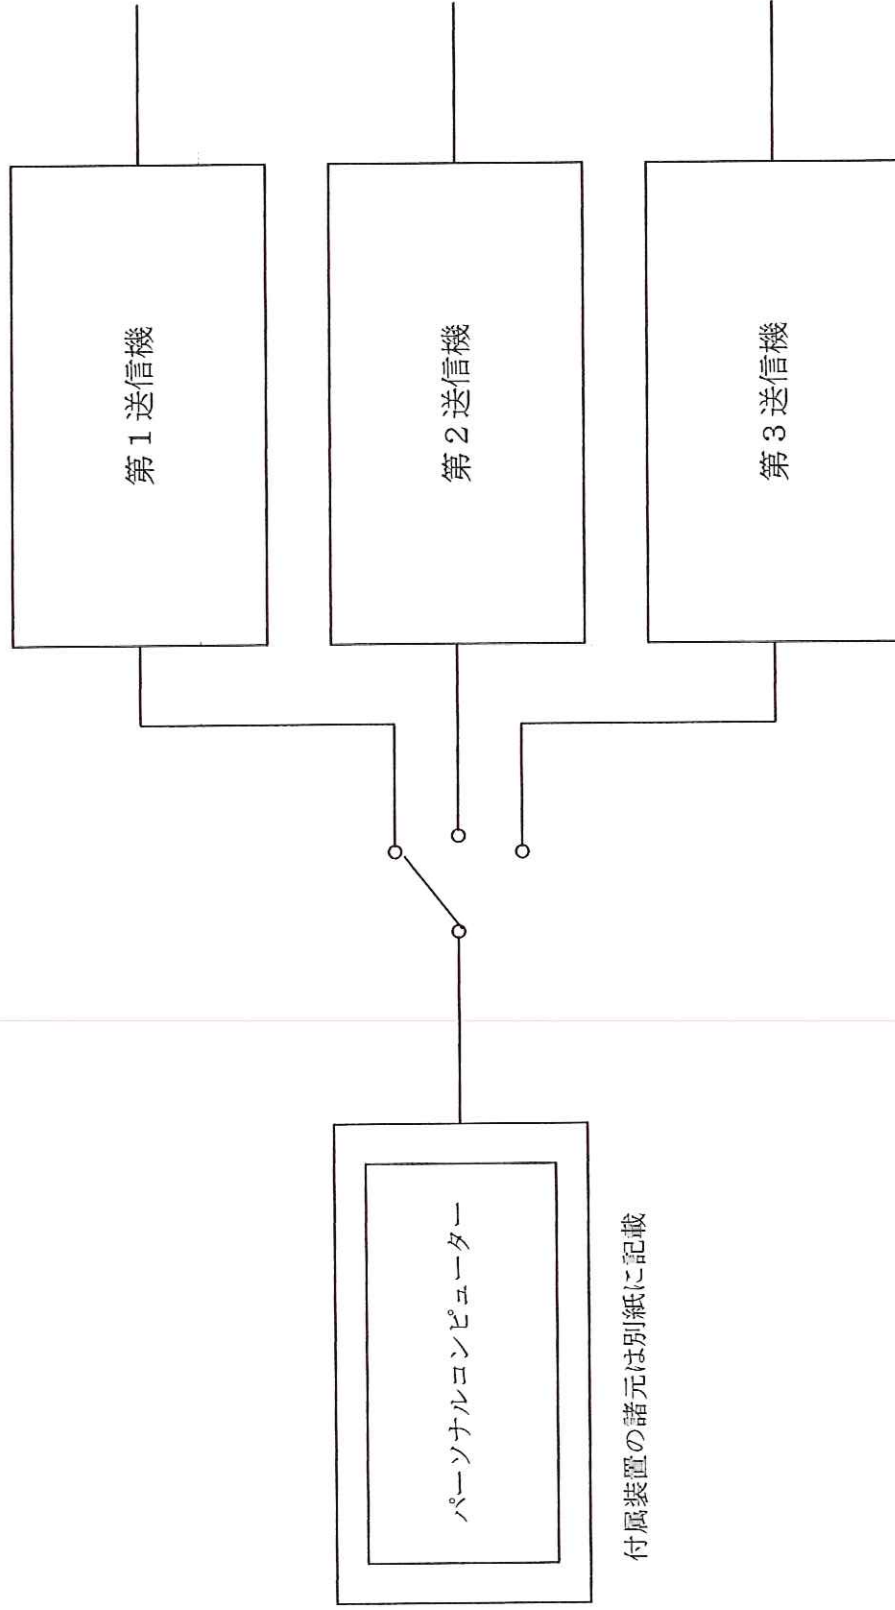 第１送信機
第２送信機
第３送信機
パーソナルコンピューター
付属装置の諸元は別紙に記載